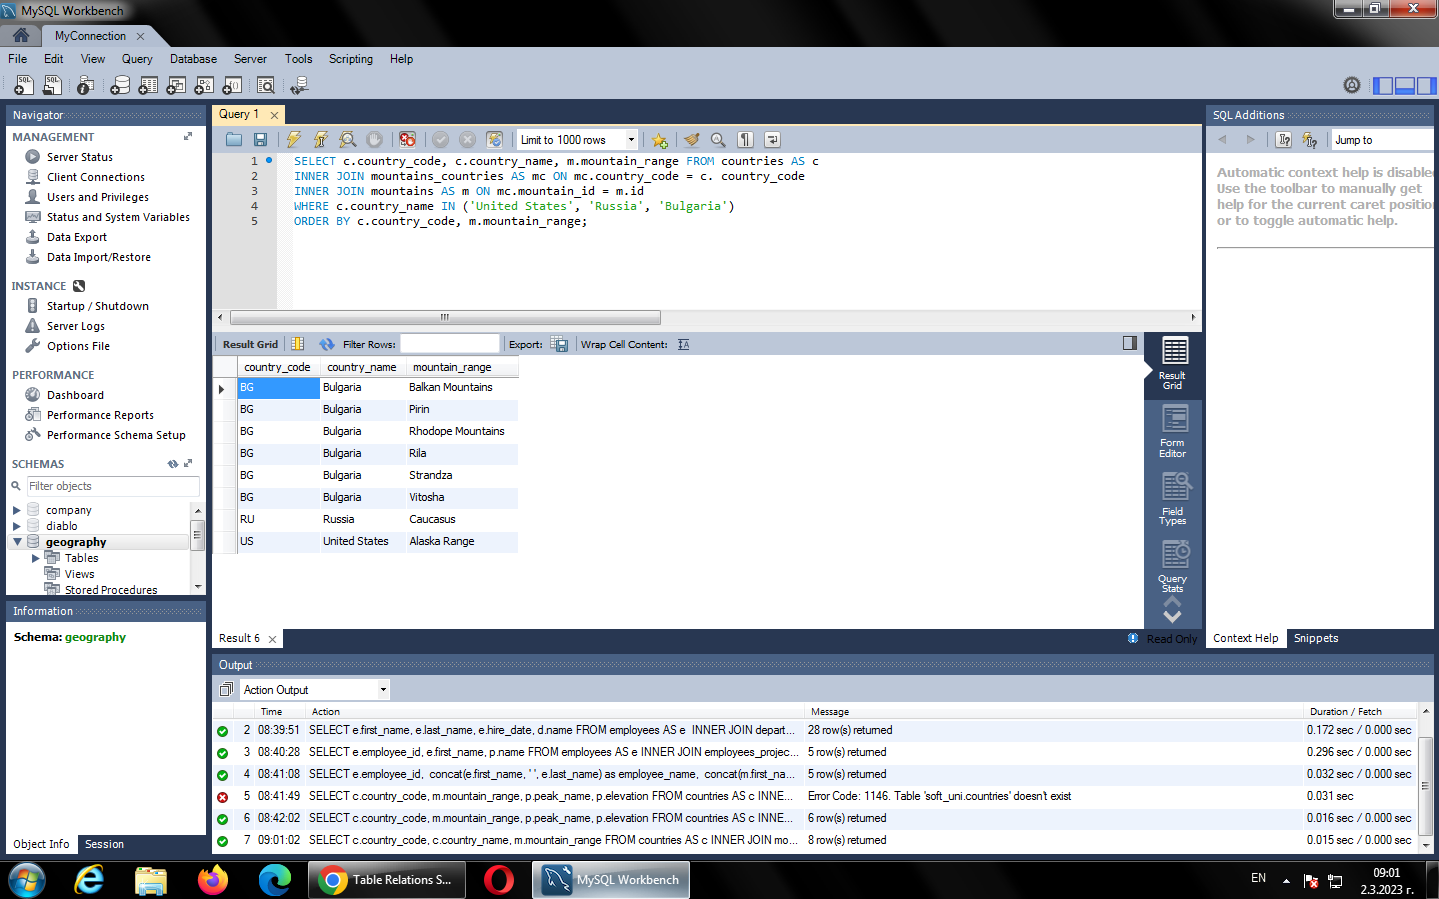 MySQL Workbench
MyConnection
File Edit View Query Database Server Tools Scripting Help
Navigator
MANAGEMENT
Server Status
Client Connections
Users and Privileges
Status and System Variables
Data Export
Data Import/Restore
INSTANCE
Startup / Shutdown
Server Logs
Options File
PERFORMANCE
Dashboard
Performance Reports
Performance Schema Setup
SCHEMAS
Filter objects
company
diablo
geography
Tables
Views
Stored Procedures
Information
Schema: geography
Object Info Session
Query 1
Limit to 1000 rows
1 SELECT c.country_code, c.country_name, m.mountain_range FROM countries AS c
2 INNER JOIN mountains_countries AS mc ON mc.country_code = c. country_code
3 INNER JOIN mountains AS m ON mc.mountain_id = m.id
4 WHERE c.country_name IN ('United States', 'Russia', 'Bulgaria')
5 ORDER BY c.country_code, m.mountain_range;
Result Grid Filter Rows: Export: Wrap Cell Content:
country_code country_name mountain_range
BG Bulgaria Balkan Mountains
BG Bulgaria Pirin
BG Bulgaria Rhodope Mountains
BG Bulgaria Rila
BG Bulgaria Strandza
BG Bulgaria Vitosha
RU Russia Caucasus
US United States Alaska Range
Result
Grid
Form
Editor
Field
Types
Query
Stats
Result 6
Read Only
SQL Additions
Jump to
Automatic context help is disabled
Use the toolbar to manually get
help for the current caret position
or to toggle automatic help.
Context Help Snippets
Output
Action Output
Time Action Message Duration / Fetch
2 08:39:51 SELECT e.first_name, e.last_name, e.hire_date, d.name FROM employees AS e INNER JOIN depart... 28 row(s) returned 0.172 sec / 0.000 sec
3 08:40:28 SELECT e.employee_id, e.first_name, p.name FROM employees AS e INNER JOIN employees_projec... 5 row(s) returned 0.296 sec / 0.000 sec
4 08:41:08 SELECT e.employee_id, concat(e.first_name, ' ', e.last_name) as employee_name, concat(m.first_na... 5 row(s) returned 0.032 sec / 0.000 sec
5 08:41:49 SELECT c.country_code, m.mountain_range, p.peak_name, p.elevation FROM countries AS c INNE... Error Code: 1146. Table 'soft_uni.countries' doesn't exist 0.031 sec
6 08:42:02 SELECT c.country_code, m.mountain_range, p.peak_name, p.elevation FROM countries AS c INNE... 6 row(s) returned 0.016 sec / 0.000 sec
7 09:01:02 SELECT c.country_code, c.country_name, m.mountain_range FROM countries AS c INNER JOIN mo... 8 row(s) returned 0.015 sec / 0.000 sec
Table Relations S...
MySQL Workbench
EN
09:01
2.3.2023 г.